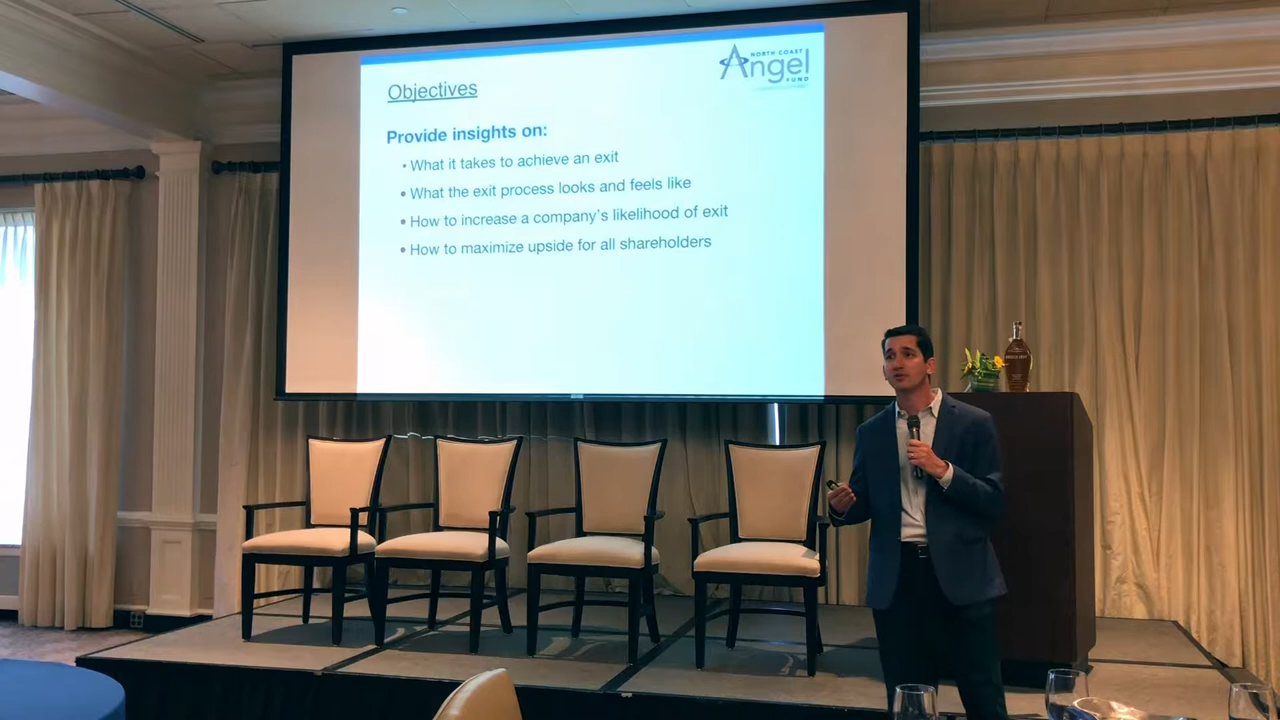 NORTH COAST
Angel
FUND
Objectives
Provide insights on:
• What it takes to achieve an exit
• What the exit process looks and feels like
• How to increase a company's likelihood of exit
• How to maximize upside for all shareholders